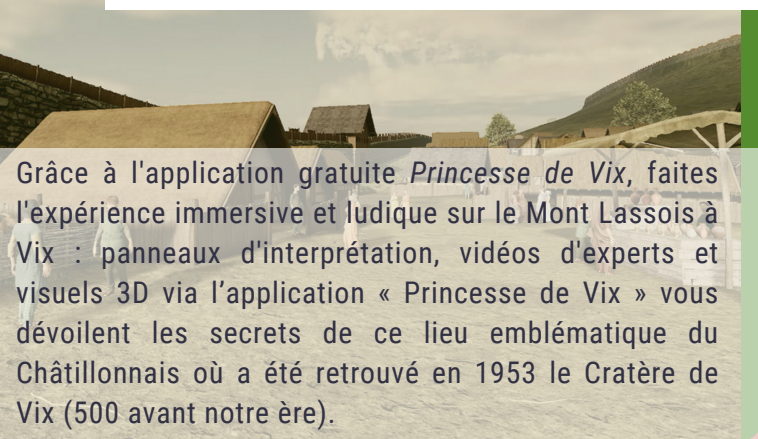 Grâce à l'application gratuite Princesse de Vix, faites
l'expérience immersive et ludique sur le Mont Lassois à
Vix : panneaux d'interprétation, vidéos d'experts et
visuels 3D via l’application « Princesse de Vix » vous
dévoilent les secrets de ce lieu emblématique du
Châtillonnais où a été retrouvé en 1953 le Cratère de
Vix (500 avant notre ère).